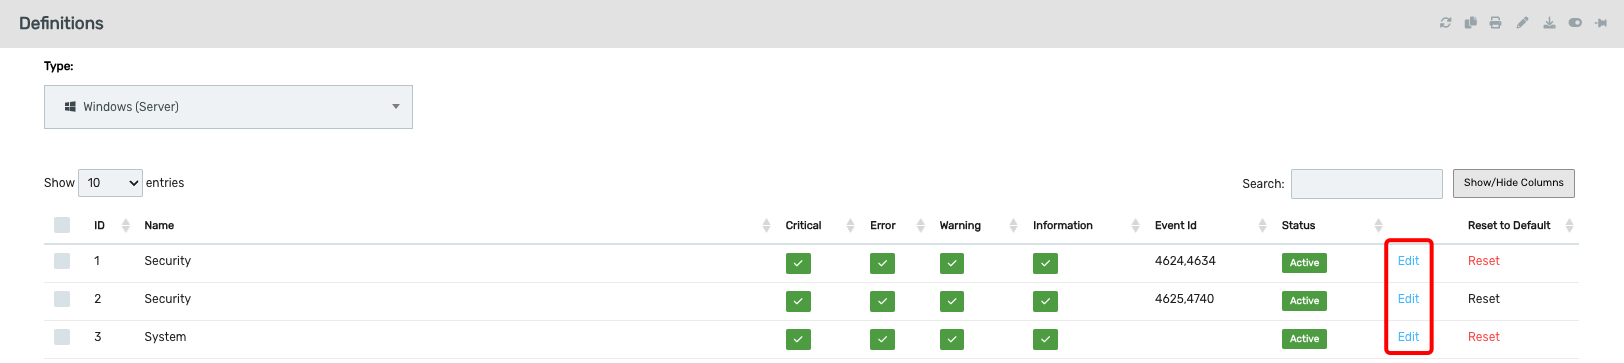 Definitions
Type:
Windows (Server)
Show 10 entries Search: Show/Hide Columns
ID Name Critical Error Warning Information Event Id Status Reset to Default
1 Security 4624,4634 Active Edit Reset
2 Security 4625,4740 Active Edit Reset
3 System Active Edit Reset